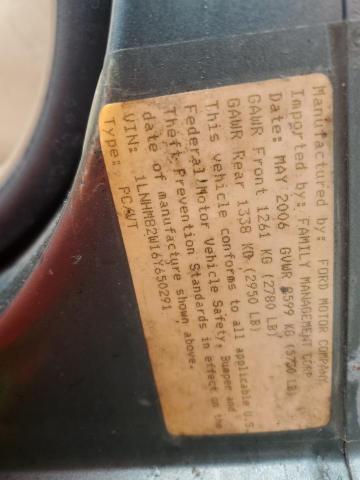 Manufactured by: FORD MOTOR COMPANY
Imported by: FAMILY MANAGEMENT CORP
Date: MAY 2006 GVWR 2599 KG (5730 LB)
GAWR Front 1261 KG (2780 LB)
GAWR Rear 1338 KG (2950 LB)
This vehicle conforms to all applicable U.S.
Federal Motor Vehicle Safety, Bumper and
Theft Prevention Standards in effect on the
date of manufacture shown above.
VIN: 1LNHM82W16Y650291
Type: PCAVT